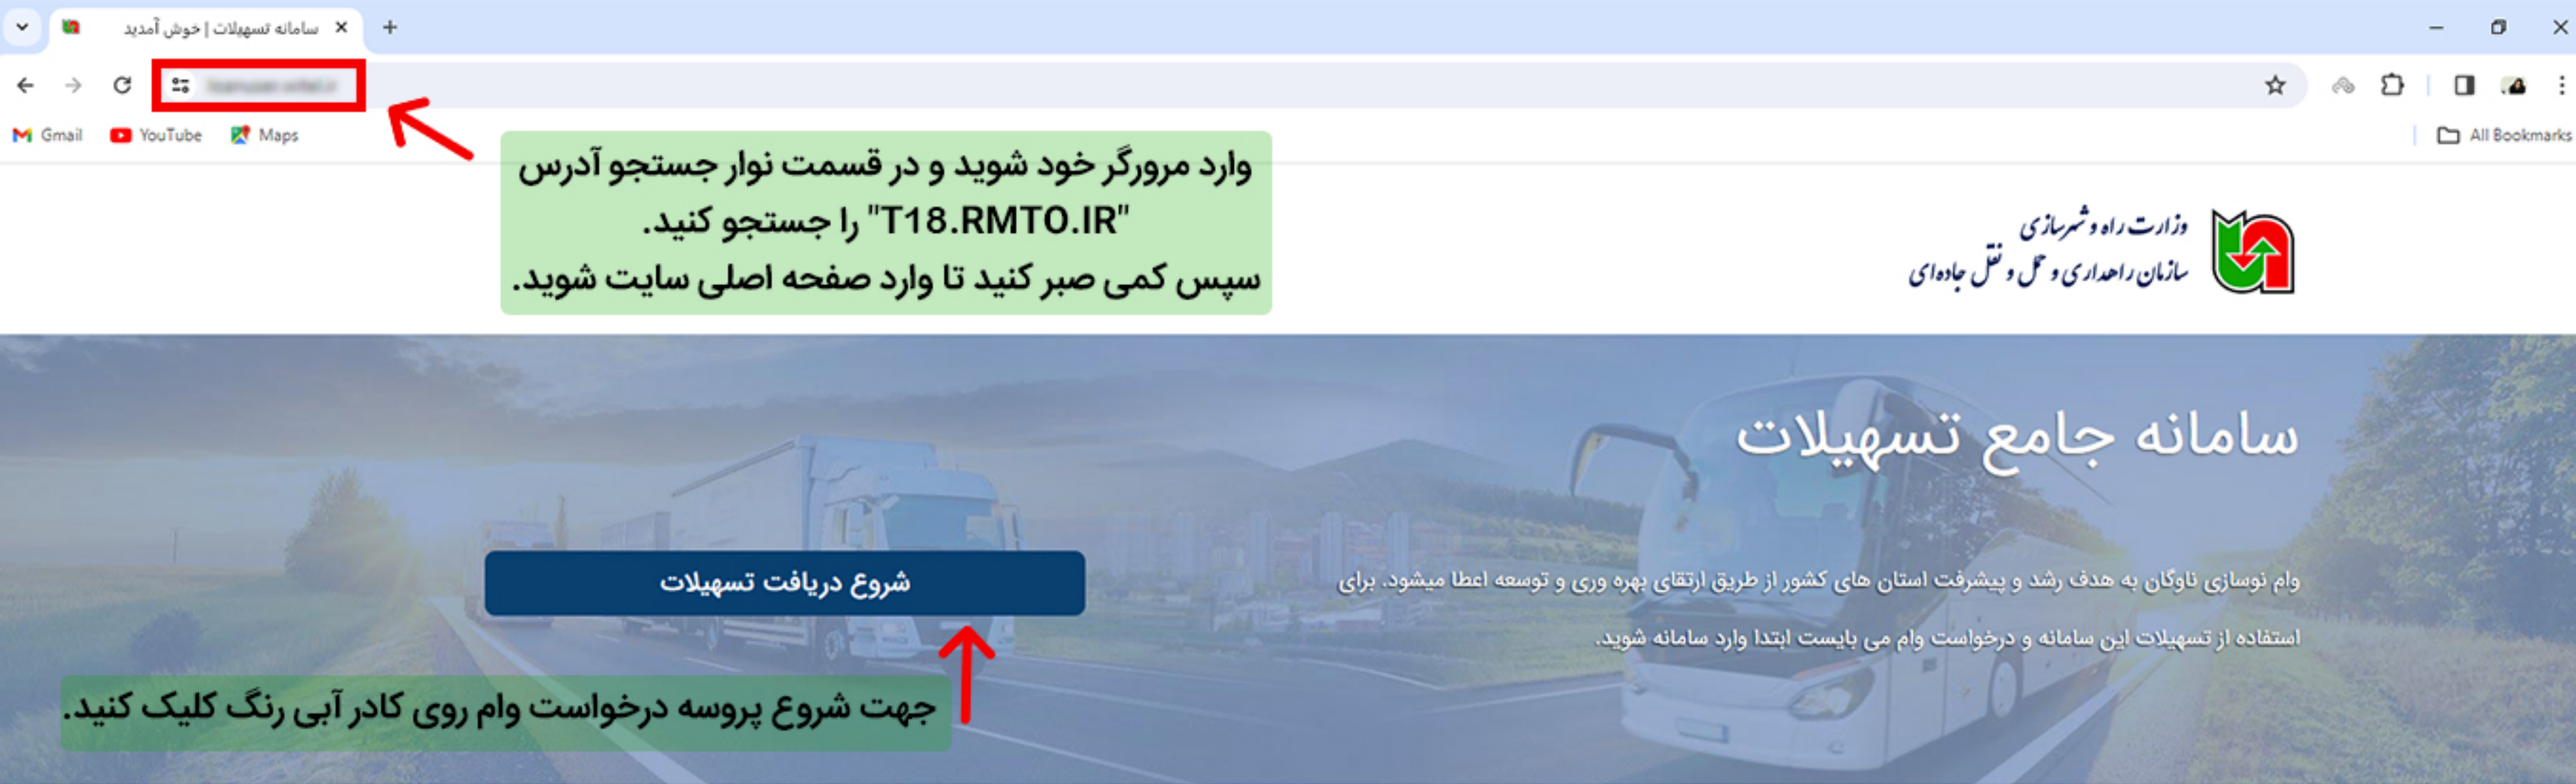 سامانه تسهیلات | خوش آمدید
Gmail
YouTube
Maps
All Bookmarks
وارد مرورگر خود شوید و در قسمت نوار جستجو آدرس
"T18.RMTO.IR" را جستجو کنید.
سپس کمی صبر کنید تا وارد صفحه اصلی سایت شوید.
وزارت راه و شهرسازی
سازمان راهداری و حمل و نقل جاده‌ای
سامانه جامع تسهیلات
وام نوسازی ناوگان به هدف رشد و پیشرفت استان های کشور از طریق ارتقای بهره وری و توسعه اعطا میشود. برای
استفاده از تسهیلات این سامانه و درخواست وام می بایست ابتدا وارد سامانه شوید.
شروع دریافت تسهیلات
جهت شروع پروسه درخواست وام روی کادر آبی رنگ کلیک کنید.